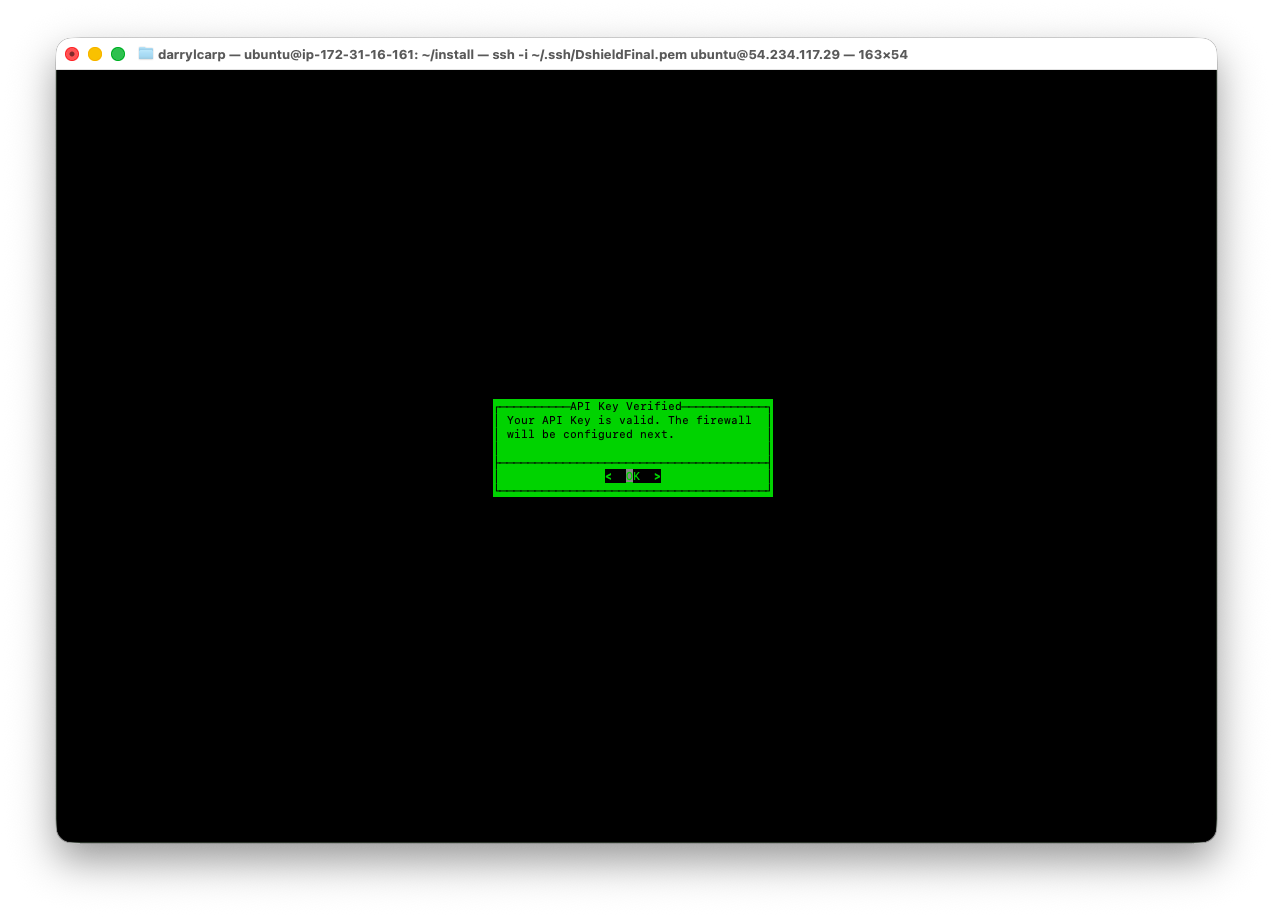 darrylcarp — ubuntu@ip-172-31-16-161: ~/install — ssh -i ~/.ssh/DshieldFinal.pem ubuntu@54.234.117.29 — 163×54
API Key Verified
Your API Key is valid. The firewall
will be configured next.
<  OK  >